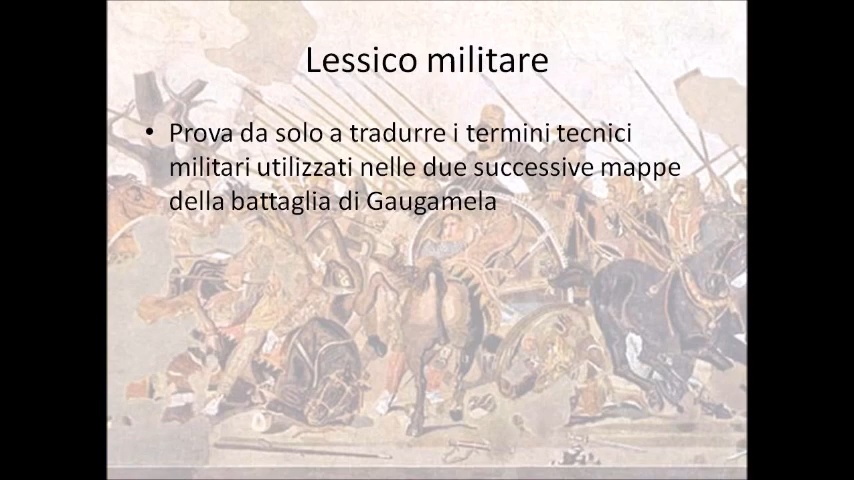 Lessico militare
• Prova da solo a tradurre i termini tecnici
militari utilizzati nelle due successive mappe
della battaglia di Gaugamela